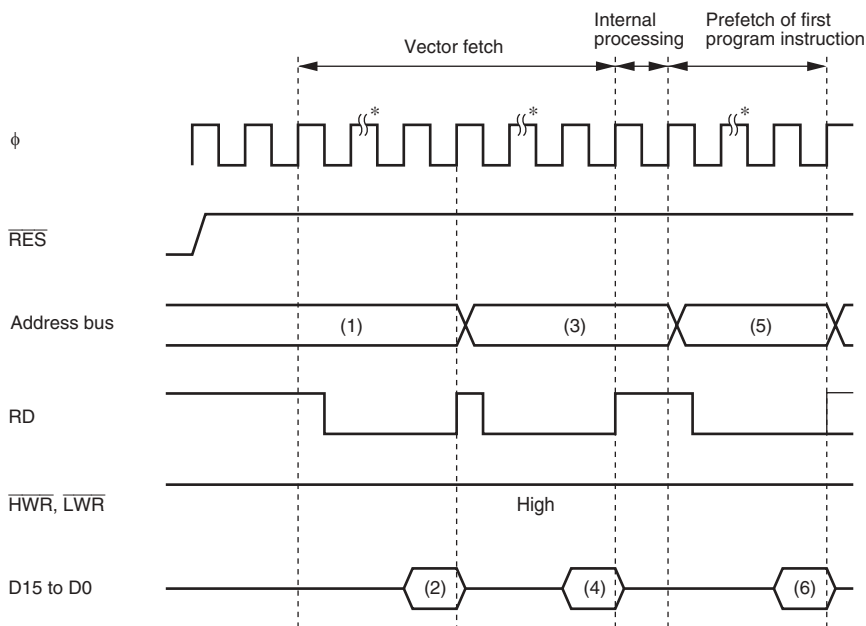 Vector fetch
Internal
processing
Prefetch of first
program instruction
ϕ
*
*
*
RES
Address bus
(1)
(3)
(5)
RD
HWR, LWR
High
D15 to D0
(2)
(4)
(6)